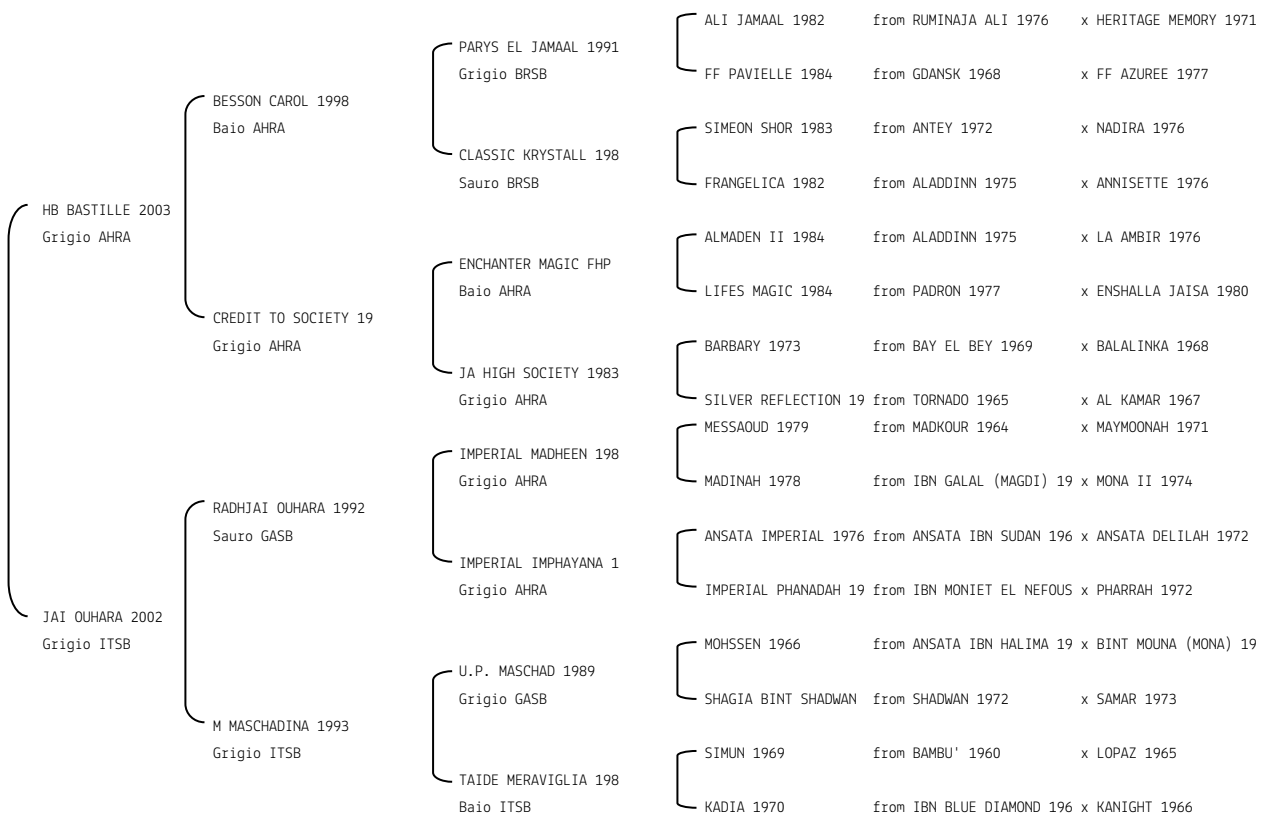 ALI JAMAAL 1982 from RUMINAJA ALI 1976 x HERITAGE MEMORY 1971
PARYS EL JAMAAL 1991
Grigio BRSB
FF PAVIELLE 1984 from GDANSK 1968 x FF AZUREE 1977
BESSON CAROL 1998
Baio AHRA
SIMEON SHOR 1983 from ANTEY 1972 x NADIRA 1976
CLASSIC KRYSTALL 198
Sauro BRSB
FRANGELICA 1982 from ALADDINN 1975 x ANNISETTE 1976
HB BASTILLE 2003
Grigio AHRA
ALMADEN II 1984 from ALADDINN 1975 x LA AMBIR 1976
ENCHANTER MAGIC FHP
Baio AHRA
LIFES MAGIC 1984 from PADRON 1977 x ENSHALLA JAISA 1980
CREDIT TO SOCIETY 19
Grigio AHRA
BARBARY 1973 from BAY EL BEY 1969 x BALALINKA 1968
JA HIGH SOCIETY 1983
Grigio AHRA
SILVER REFLECTION 19 from TORNADO 1965 x AL KAMAR 1967
MESSAOUD 1979 from MADKOUR 1964 x MAYMOONAH 1971
IMPERIAL MADHEEN 198
Grigio AHRA
MADINAH 1978 from IBN GALAL (MAGDI) 19 x MONA II 1974
RADHJAI OUHARA 1992
Sauro GASB
ANSATA IMPERIAL 1976 from ANSATA IBN SUDAN 196 x ANSATA DELILAH 1972
IMPERIAL IMPHAYANA 1
Grigio AHRA
IMPERIAL PHANADAH 19 from IBN MONIET EL NEFOUS x PHARRAH 1972
JAI OUHARA 2002
Grigio ITSB
MOHSSEN 1966 from ANSATA IBN HALIMA 19 x BINT MOUNA (MONA) 19
U.P. MASCHAD 1989
Grigio GASB
SHAGIA BINT SHADWAN from SHADWAN 1972 x SAMAR 1973
M MASCHADINA 1993
Grigio ITSB
SIMUN 1969 from BAMBU' 1960 x LOPAZ 1965
TAIDE MERAVIGLIA 198
Baio ITSB
KADIA 1970 from IBN BLUE DIAMOND 196 x KANIGHT 1966